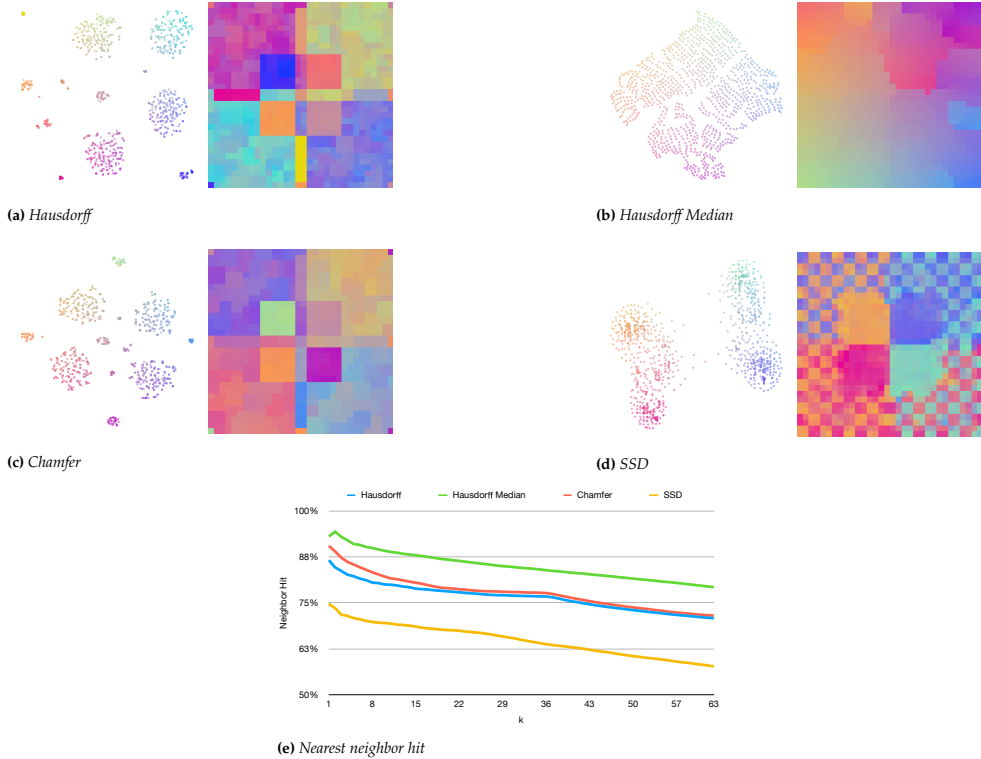 (a) Hausdorff
(b) Hausdorff Median
(c) Chamfer
(d) SSD
Hausdorff Hausdorff Median Chamfer SSD
100%
88%
75%
63%
50%
Neighbor Hit
1 8 15 22 29 36 43 50 57 63
k
(e) Nearest neighbor hit